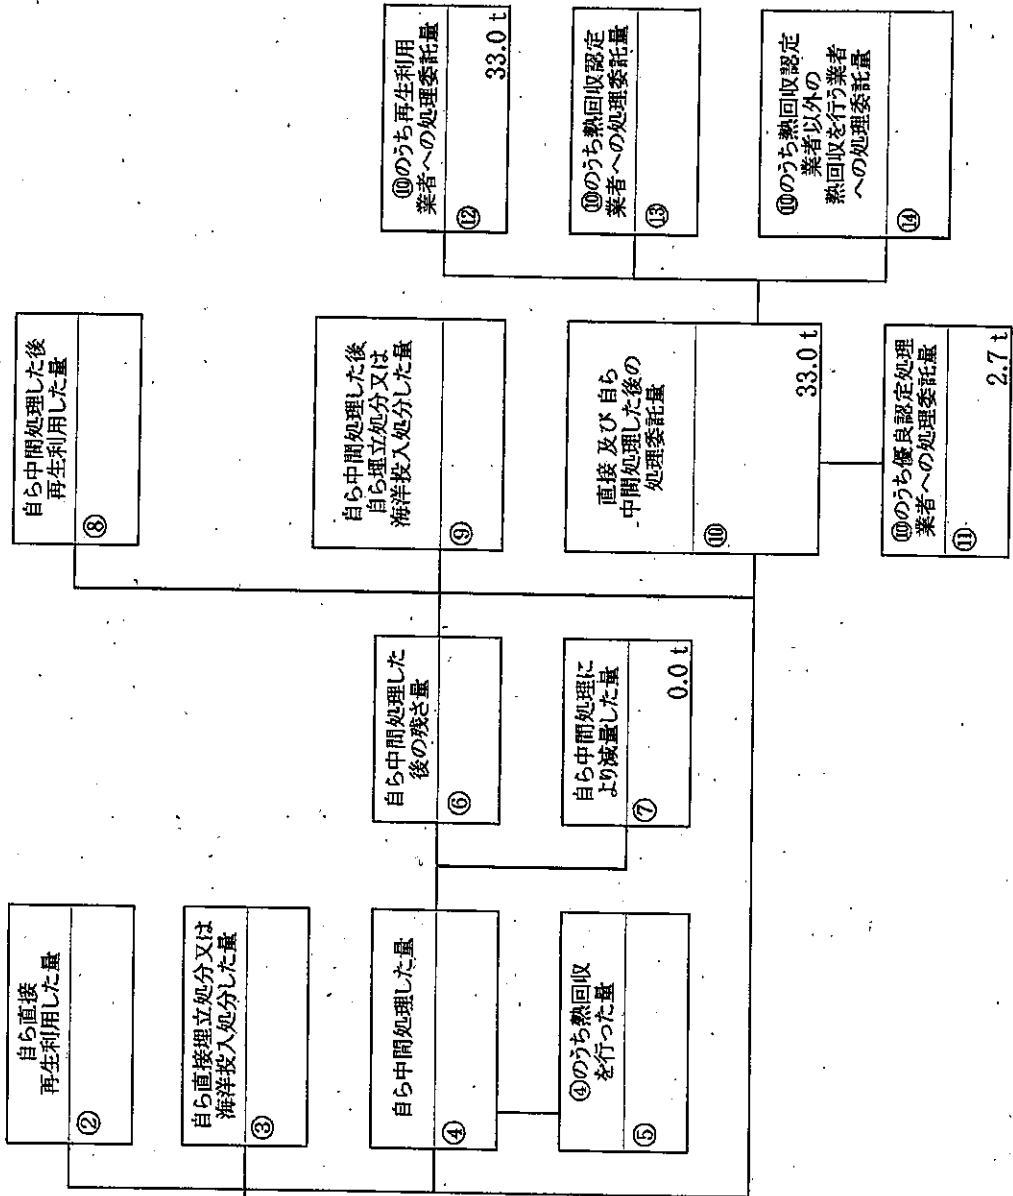 自ら直接
再生利用した量
②
自ら直接埋立処分又は
海洋投入処分した量
③
自ら中間処理した量
④
④のうち熱回収
を行った量
⑤
自ら中間処理した
後の残さ量
⑥
自ら中間処理に
より減量した量
⑦
0.0 t
自ら中間処理した後
再生利用した量
⑧
自ら中間処理した後
自ら埋立処分又は
海洋投入処分した量
⑨
直接 及び 自ら
中間処理した後の
処理委託量
⑩
33.0 t
⑩のうち優良認定処理
業者への処理委託量
⑪
2.7 t
⑩のうち再生利用
業者への処理委託量
⑫
33.0 t
⑩のうち熱回収認定
業者への処理委託量
⑬
⑩のうち熱回収認定
業者以外の
熱回収を行う業者
への処理委託量
⑭